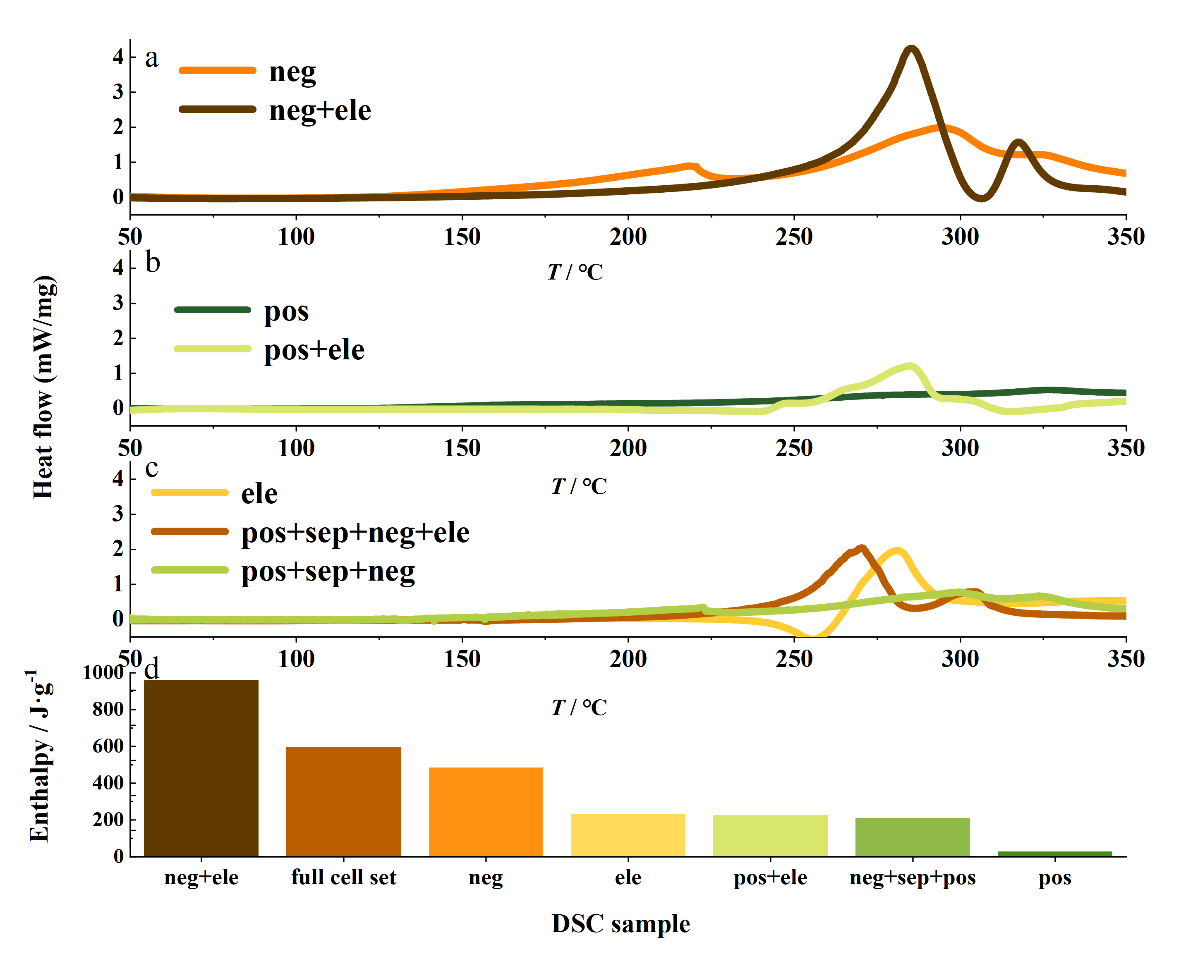 a
neg
neg+ele
4
3
2
1
0
50 100 150 200 250 300 350
T / °C
b
pos
pos+ele
4
3
2
1
0
50 100 150 200 250 300 350
T / °C
Heat flow (mW/mg)
c
ele
pos+sep+neg+ele
pos+sep+neg
4
3
2
1
0
50 100 150 200 250 300 350
T / °C
d
Enthalpy / J·g-1
1000
800
600
400
200
0
neg+ele full cell set neg ele pos+ele neg+sep+pos pos
DSC sample